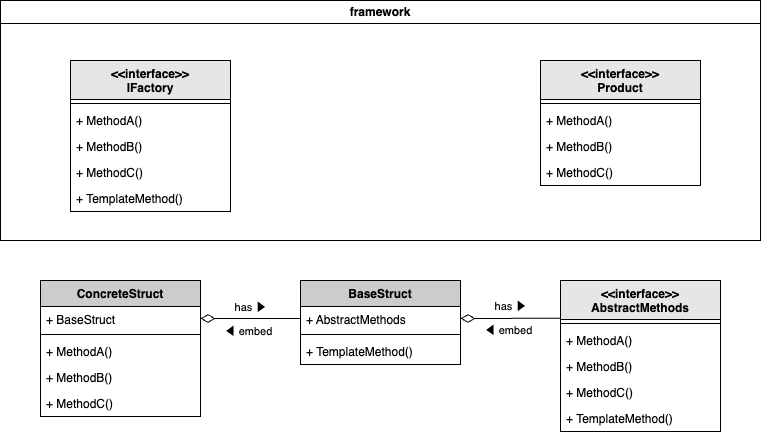 framework
<<interface>>
IFactory
+ MethodA()
+ MethodB()
+ MethodC()
+ TemplateMethod()
<<interface>>
Product
+ MethodA()
+ MethodB()
+ MethodC()
ConcreteStruct
+ BaseStruct
+ MethodA()
+ MethodB()
+ MethodC()
has ▶
◀ embed
BaseStruct
+ AbstractMethods
+ TemplateMethod()
has ▶
◀ embed
<<interface>>
AbstractMethods
+ MethodA()
+ MethodB()
+ MethodC()
+ TemplateMethod()